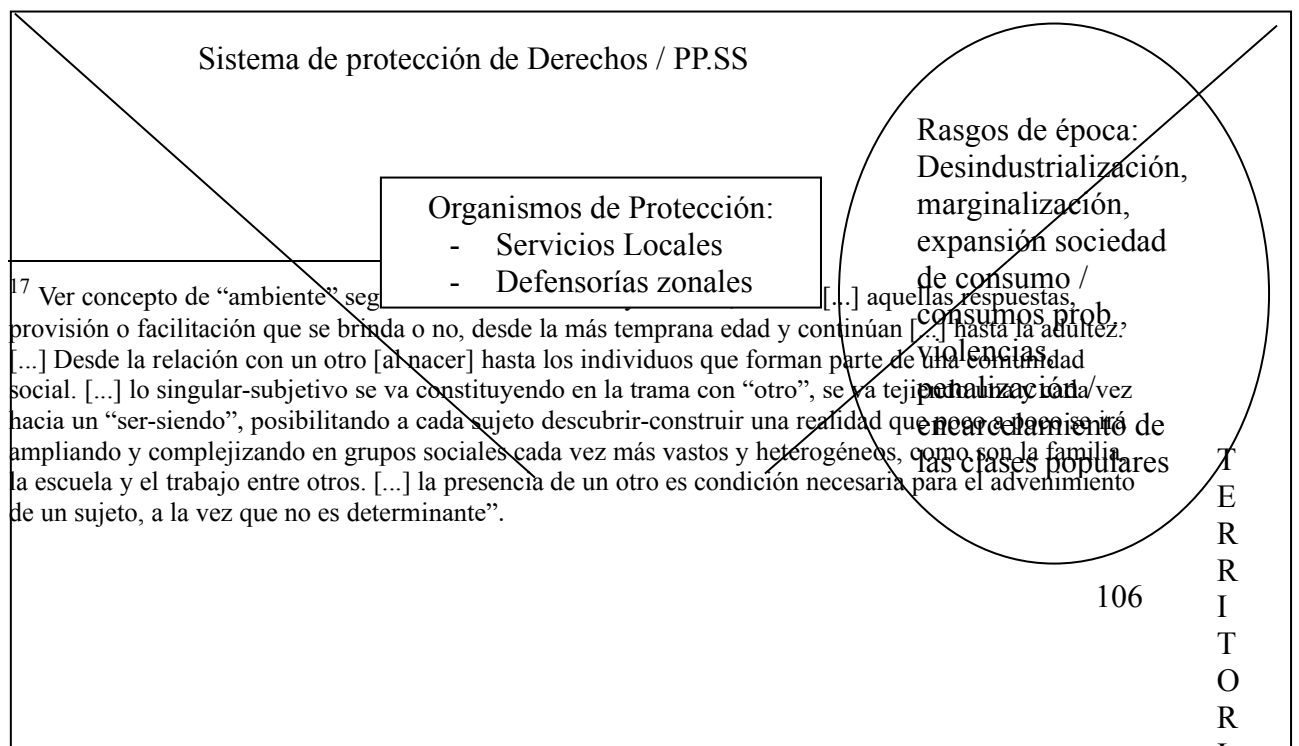 Sistema de protección de Derechos / PP.SS
Organismos de Protección:
- Servicios Locales
- Defensorías zonales
Rasgos de época:
Desindustrialización,
marginalización,
expansión sociedad
de consumo /
consumos prob.,
violencias,
penalización /
encarcelamiento de
las clases populares
17 Ver concepto de “ambiente” seg [...] aquellas respuestas,
provisión o facilitación que se brinda o no, desde la más temprana edad y continúan [...] hasta la adultez.
[...] Desde la relación con un otro [al nacer] hasta los individuos que forman parte de una comunidad
social. [...] lo singular-subjetivo se va constituyendo en la trama con “otro”, se va tejiendo una y vez
hacia un “ser-siendo”, posibilitando a cada sujeto descubrir-construir una realidad que poco a poco se irá
ampliando y complejizando en grupos sociales cada vez más vastos y heterogéneos, como son la familia,
la escuela y el trabajo entre otros. [...] la presencia de un otro es condición necesaria para el advenimiento
de un sujeto, a la vez que no es determinante”.
106
T
E
R
R
I
T
O
R